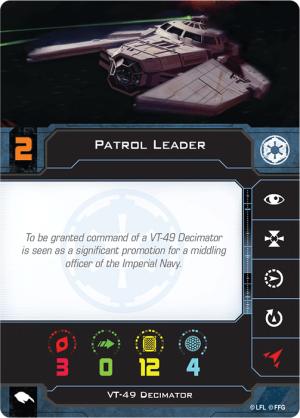 2
PATROL LEADER
To be granted command of a VT-49 Decimator
is seen as a significant promotion for a middling
officer of the Imperial Navy.
3 0 12 4
VT-49 DECIMATOR
© LFL © FFG